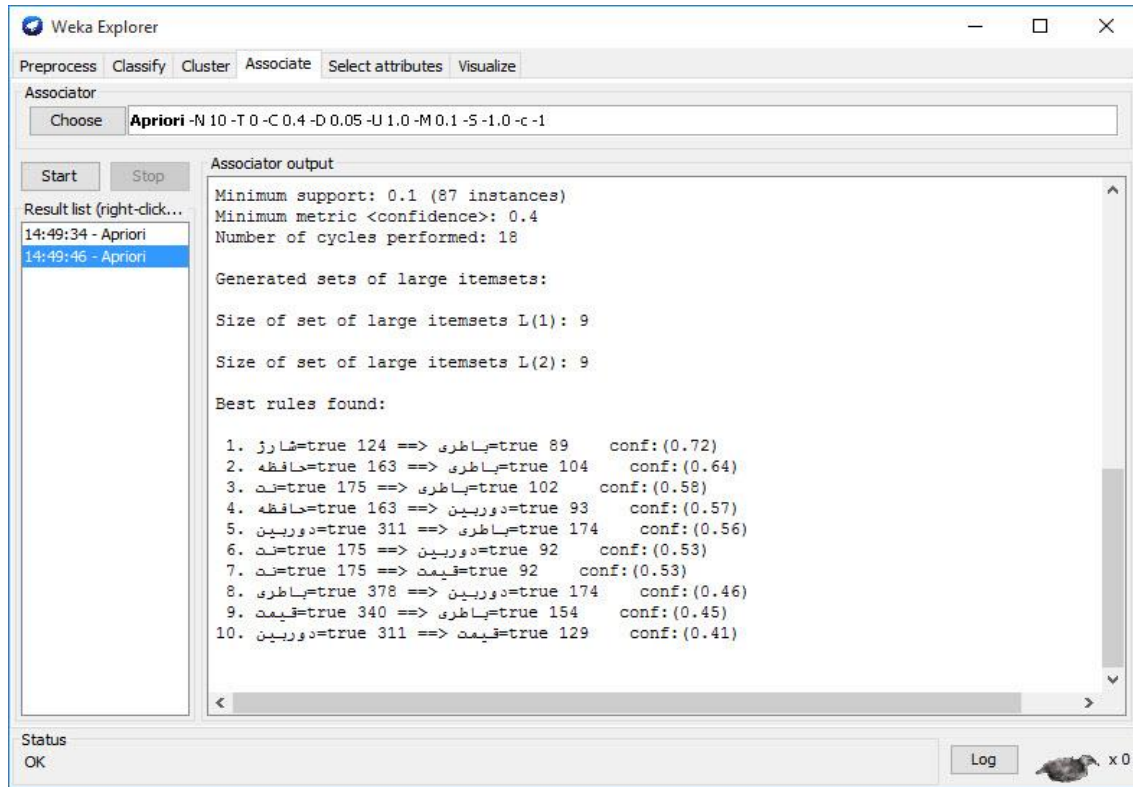 Weka Explorer
Preprocess Classify Cluster Associate Select attributes Visualize
Associator
Choose Apriori -N 10 -T 0 -C 0.4 -D 0.05 -U 1.0 -M 0.1 -S -1.0 -c -1
Start Stop
Result list (right-click...
14:49:34 - Apriori
14:49:46 - Apriori
Associator output
Minimum support: 0.1 (87 instances)
Minimum metric <confidence>: 0.4
Number of cycles performed: 18
Generated sets of large itemsets:
Size of set of large itemsets L(1): 9
Size of set of large itemsets L(2): 9
Best rules found:
1. شارژ=true 124 ==> باطری=true 89 conf:(0.72)
2. حافظه=true 163 ==> باطری=true 104 conf:(0.64)
3. نت=true 175 ==> باطری=true 102 conf:(0.58)
4. حافظه=true 163 ==> دوربین=true 93 conf:(0.57)
5. دوربین=true 311 ==> باطری=true 174 conf:(0.56)
6. نت=true 175 ==> دوربین=true 92 conf:(0.53)
7. نت=true 175 ==> قیمت=true 92 conf:(0.53)
8. باطری=true 378 ==> دوربین=true 174 conf:(0.46)
9. قیمت=true 340 ==> باطری=true 154 conf:(0.45)
10. دوربین=true 311 ==> قیمت=true 129 conf:(0.41)
Status
OK
Log
x 0